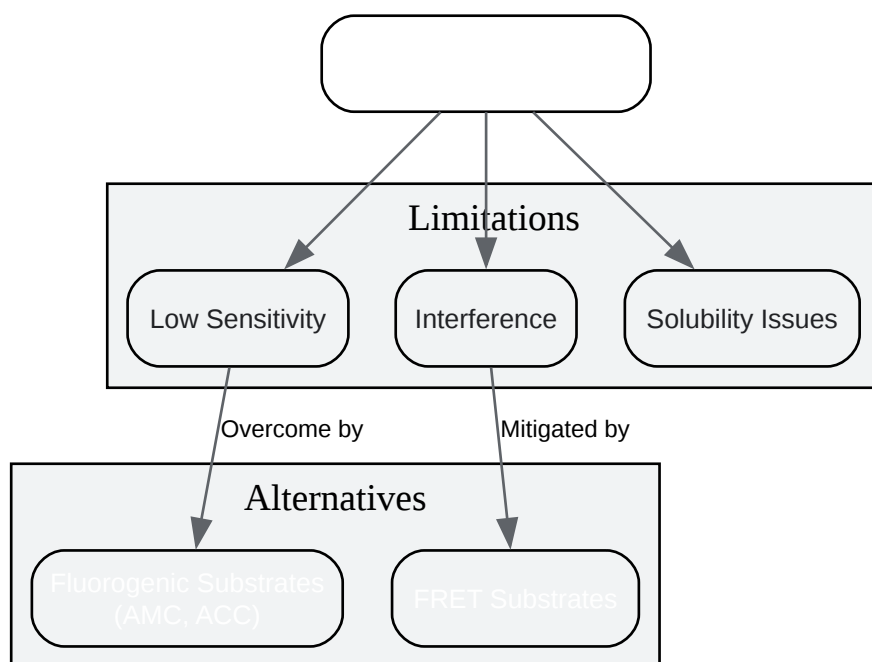 Limitations
Low Sensitivity
Interference
Solubility Issues
Overcome by
Mitigated by
Alternatives
Fluorogenic Substrates
(AMC, ACC)
FRET Substrates